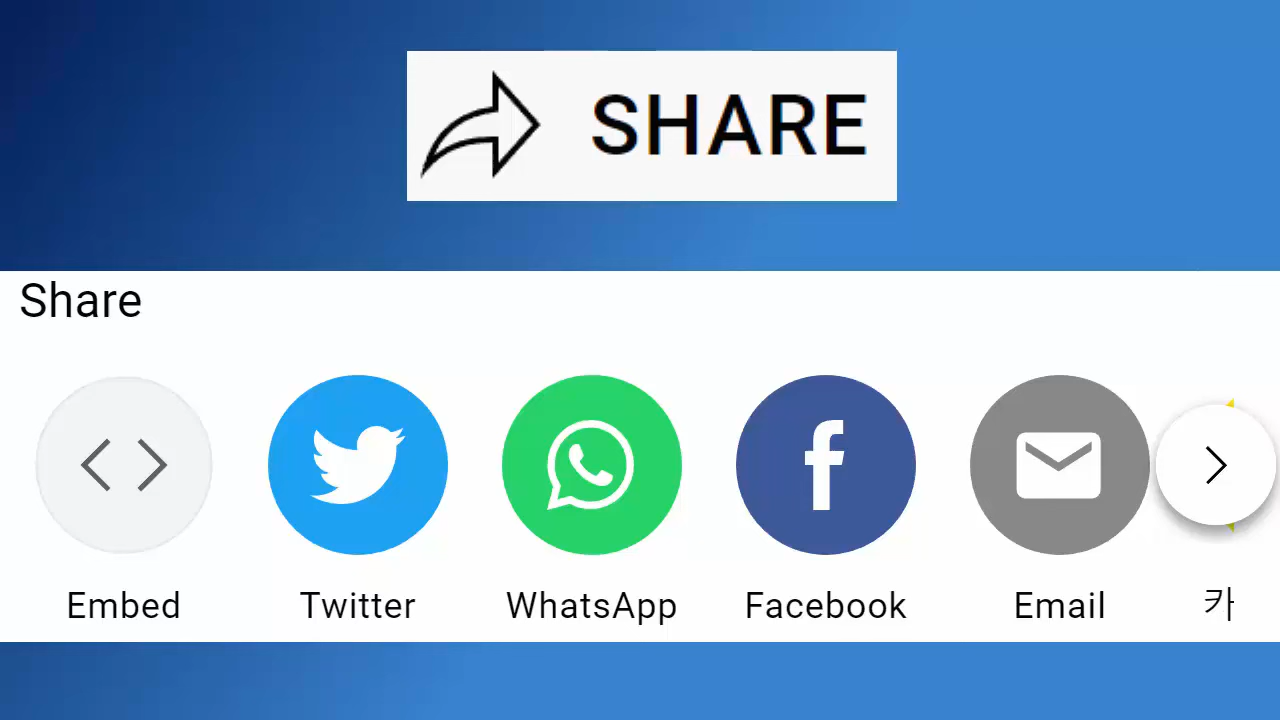 SHARE
Share
Embed
Twitter
WhatsApp
Facebook
Email
카